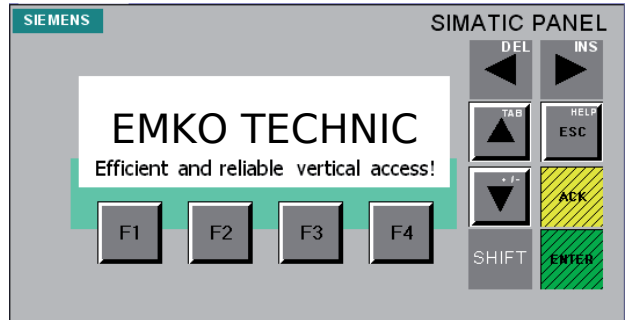 SIEMENS
SIMATIC PANEL
DEL
INS
EMKO TECHNIC
Efficient and reliable vertical access!
TAB
HELP
ESC
+ /-
ACK
F1
F2
F3
F4
SHIFT
ENTER